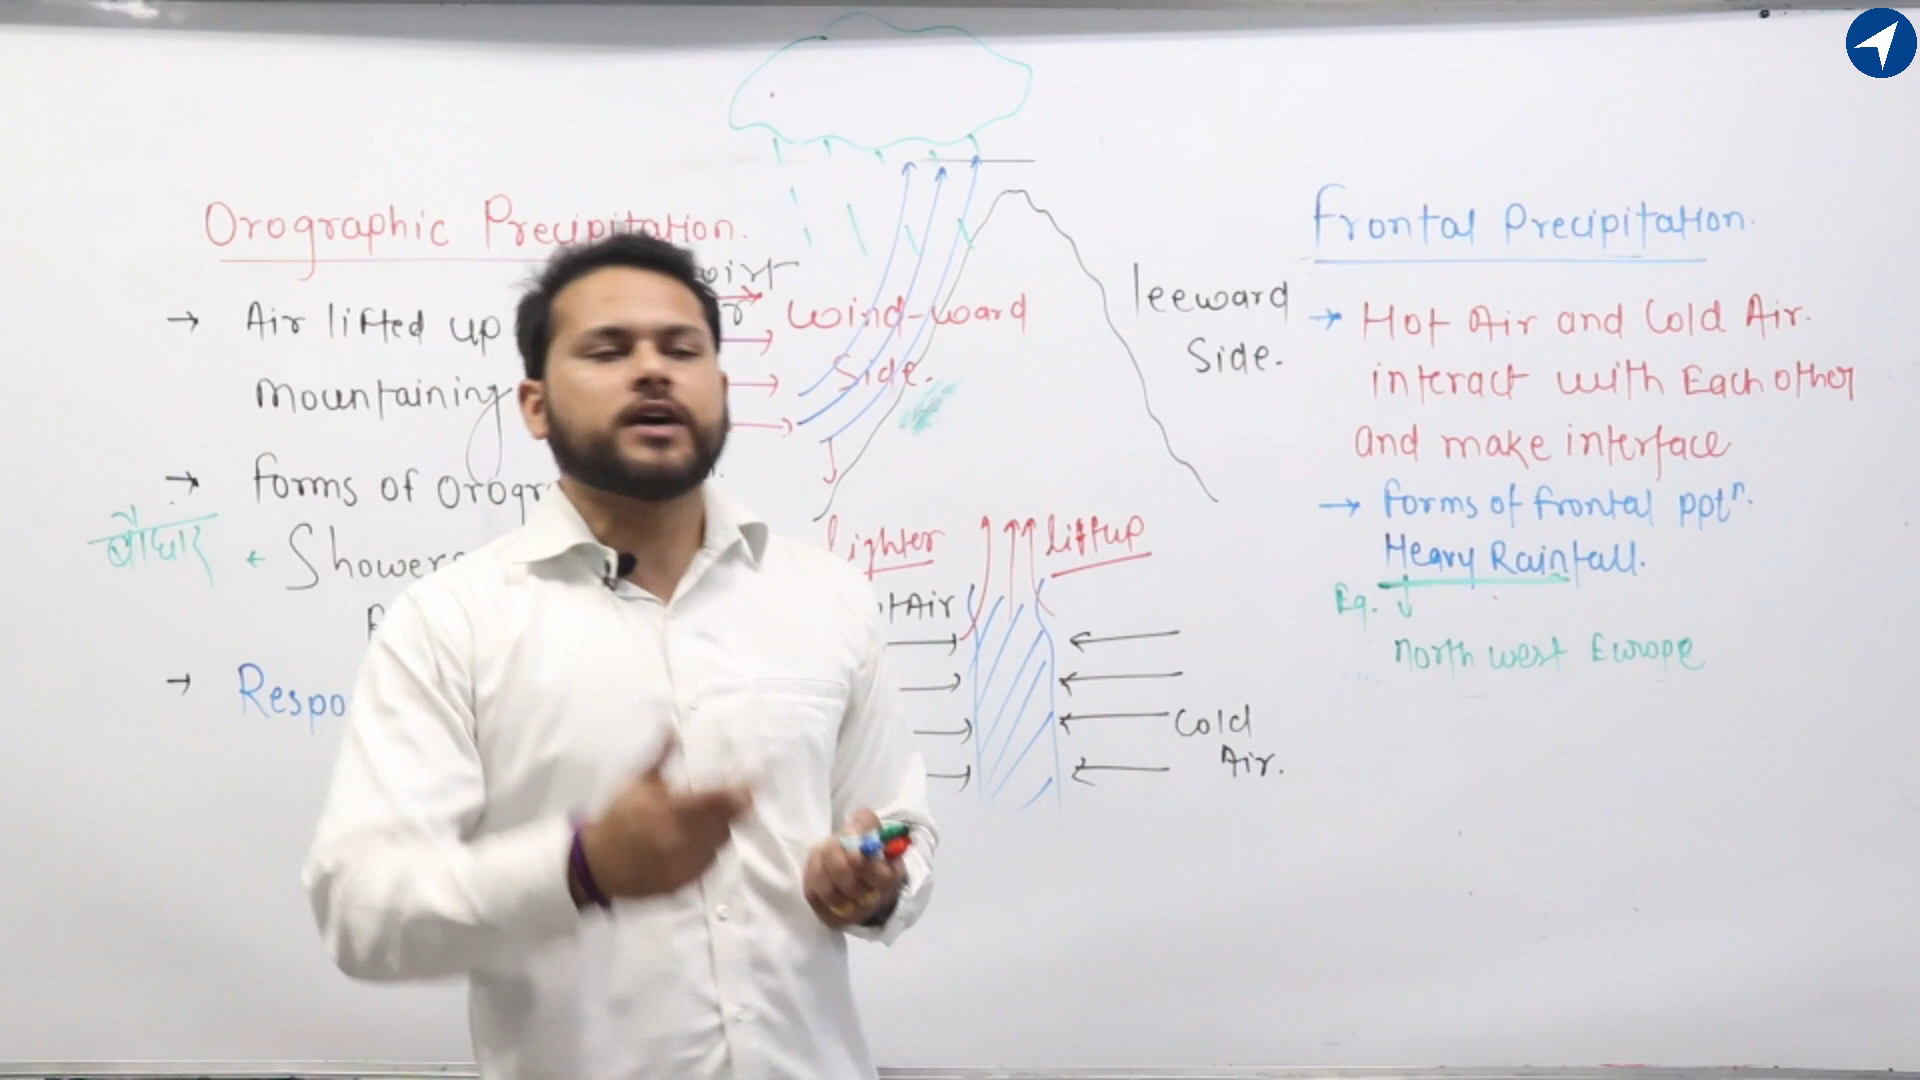 Orographic Precipitation.
→ Air lifted up
Mountaining
→ forms of orogr
बौछार ← Showers
→ Respo
Wind-ward
Side.
leeward
Side.
lighter
liftup
tAir
Cold
Air.
Frontal Precipitation.
→ Hot Air and Cold Air.
interact with Each other
and make interface
→ forms of frontal pptⁿ.
Heavy Rainfall.
Eg. ↓
North west Europe